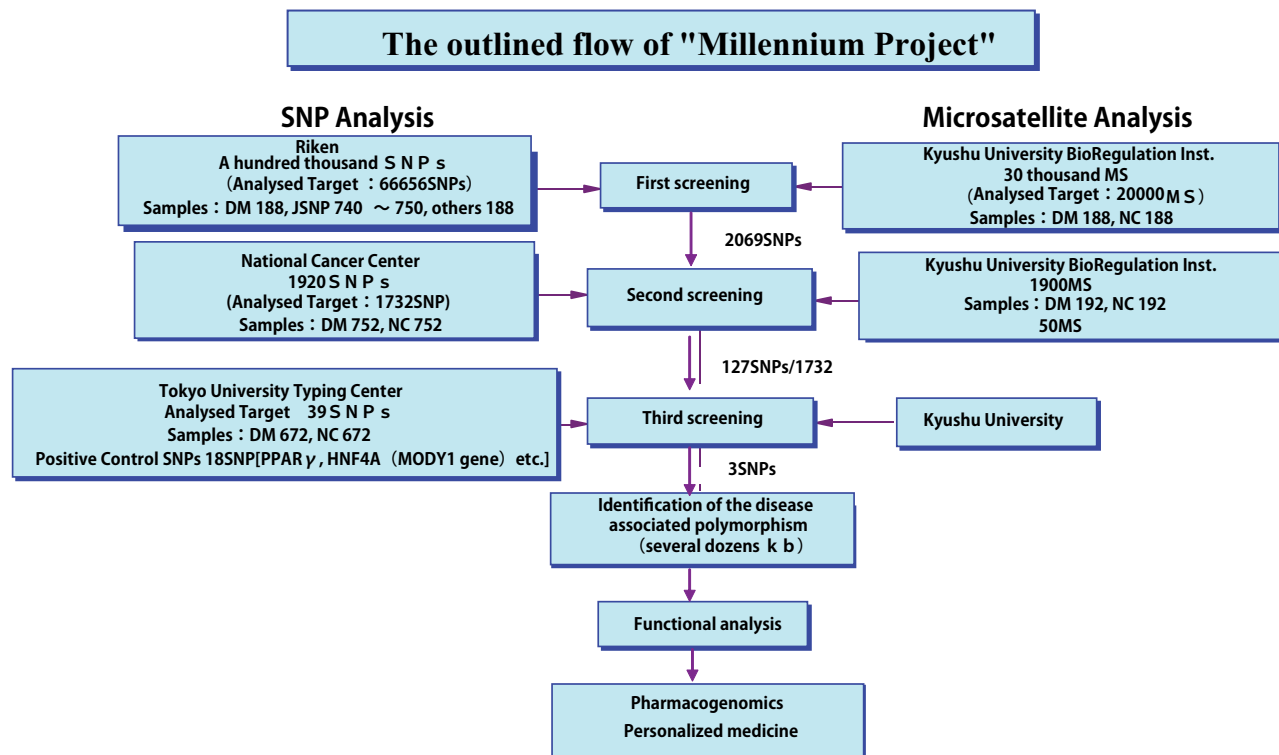 The outlined flow of "Millennium Project"
SNP Analysis
Microsatellite Analysis
Riken
A hundred thousand ＳＮＰｓ
（Analysed Target ：66656SNPs）
Samples：DM 188, JSNP 740 ～ 750, others 188
First screening
Kyushu University BioRegulation Inst.
30 thousand MS
（Analysed Target：20000ＭＳ）
Samples：DM 188, NC 188
2069SNPs
National Cancer Center
1920ＳＮＰｓ
(Analysed Target：1732SNP)
Samples：DM 752, NC 752
Second screening
Kyushu University BioRegulation Inst.
1900MS
Samples：DM 192, NC 192
50MS
127SNPs/1732
Tokyo University Typing Center
Analysed Target 39ＳＮＰｓ
Samples：DM 672, NC 672
Positive Control SNPs 18SNP[PPARγ, HNF4A（MODY1 gene）etc.]
Third screening
Kyushu University
3SNPs
Identification of the disease
associated polymorphism
（several dozens ｋｂ）
Functional analysis
Pharmacogenomics
Personalized medicine